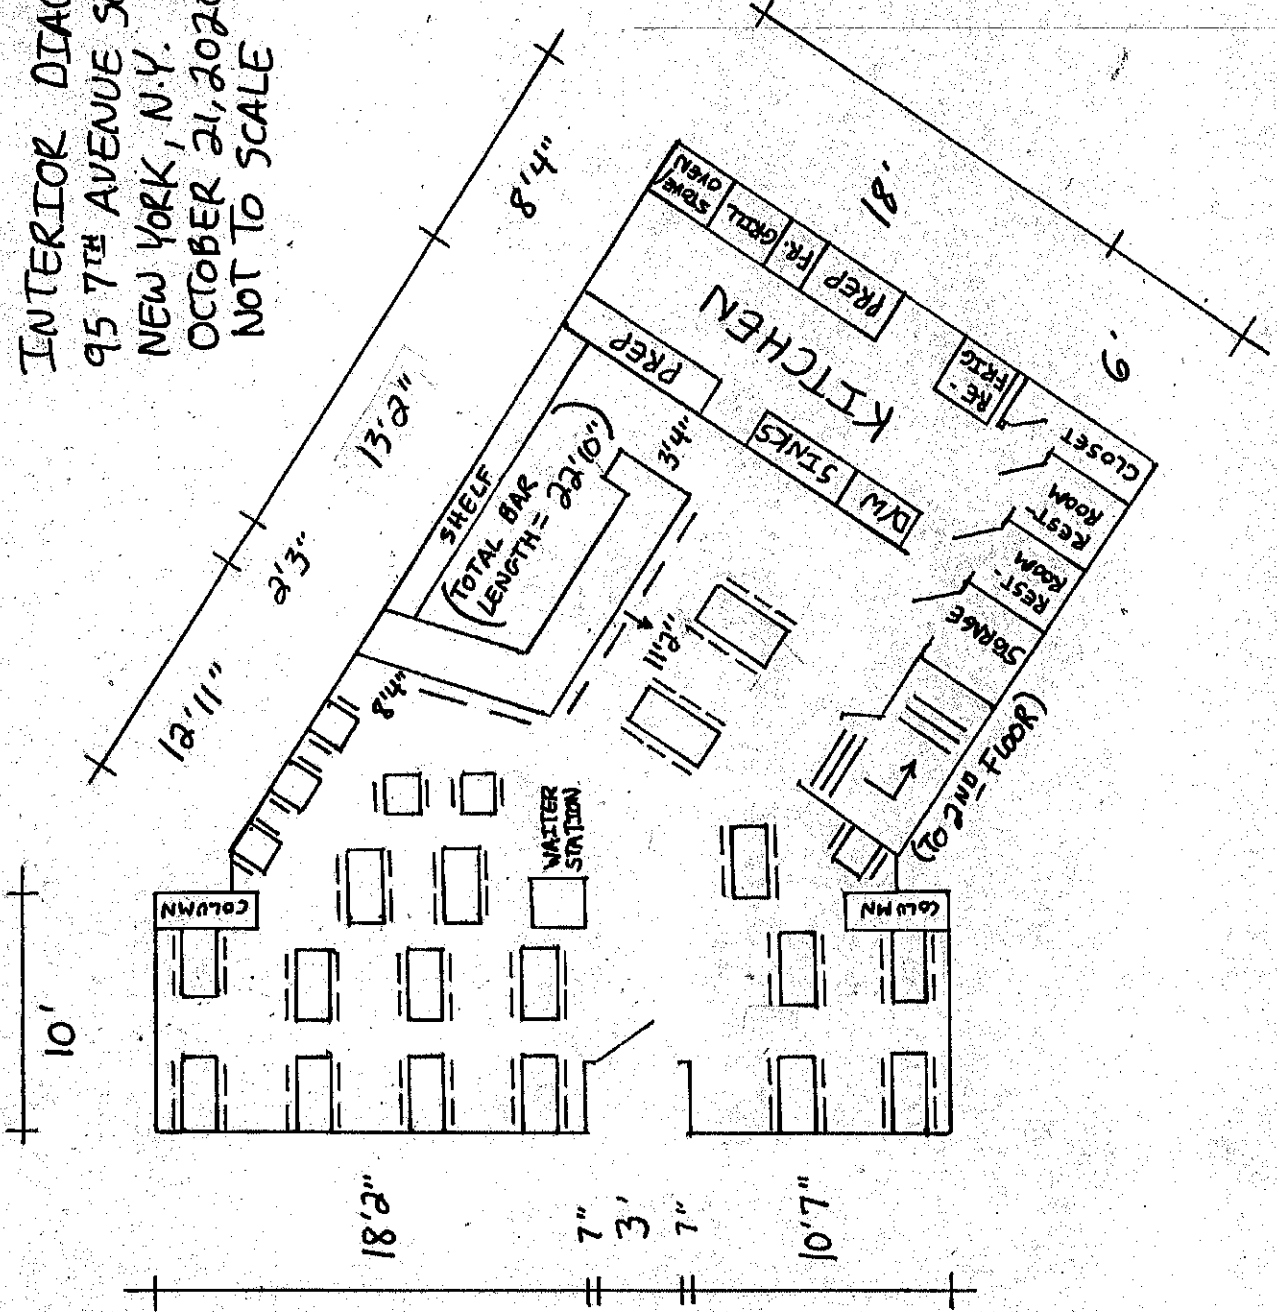 INTERIOR DIAG
95 7TH AVENUE SO
NEW YORK, N.Y.
OCTOBER 21, 202
NOT TO SCALE
8'4"
13'2"
2'3"
12'11"
10'
18'
6'
STOVE
OVEN
GRILL
FR.
PREP
KITCHEN
PREP
RE-
FRIG
SINKS
D/W
CLOSET
REST-
ROOM
REST-
ROOM
STORAGE
SHELF
(TOTAL BAR
LENGTH = 22'10")
3'4"
11'2"
8'4"
WAITER
STATION
(TO 2ND FLOOR)
COLUMN
COLUMN
18'2"
7"
3'
7"
10'7"